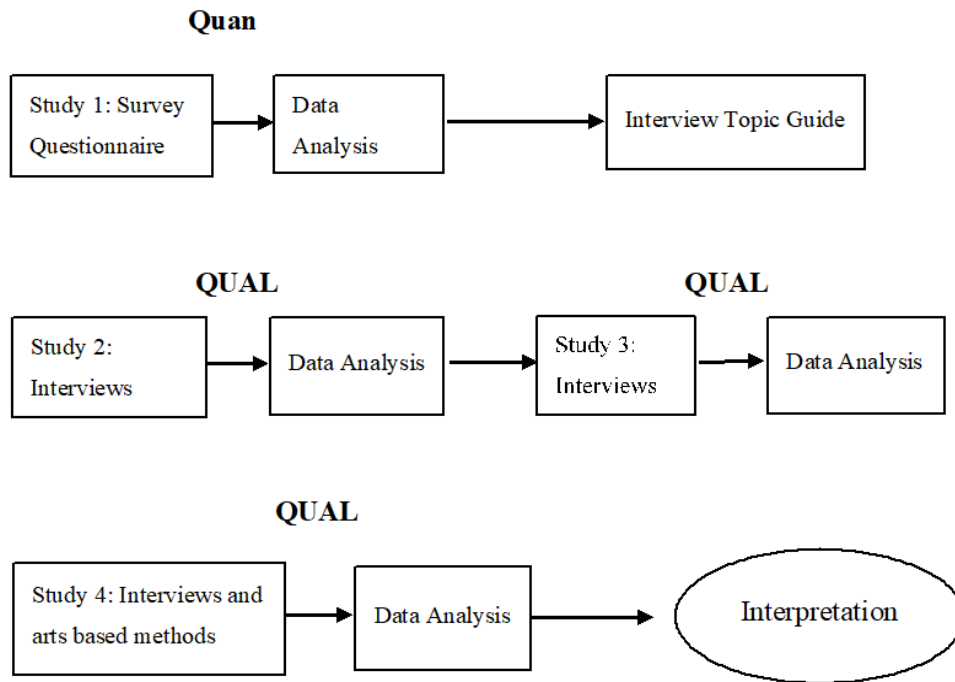 Quan
Study 1: Survey
Questionnaire
Data
Analysis
Interview Topic Guide
QUAL
QUAL
Study 2:
Interviews
Data Analysis
Study 3:
Interviews
Data Analysis
QUAL
Study 4: Interviews and
arts based methods
Data Analysis
Interpretation